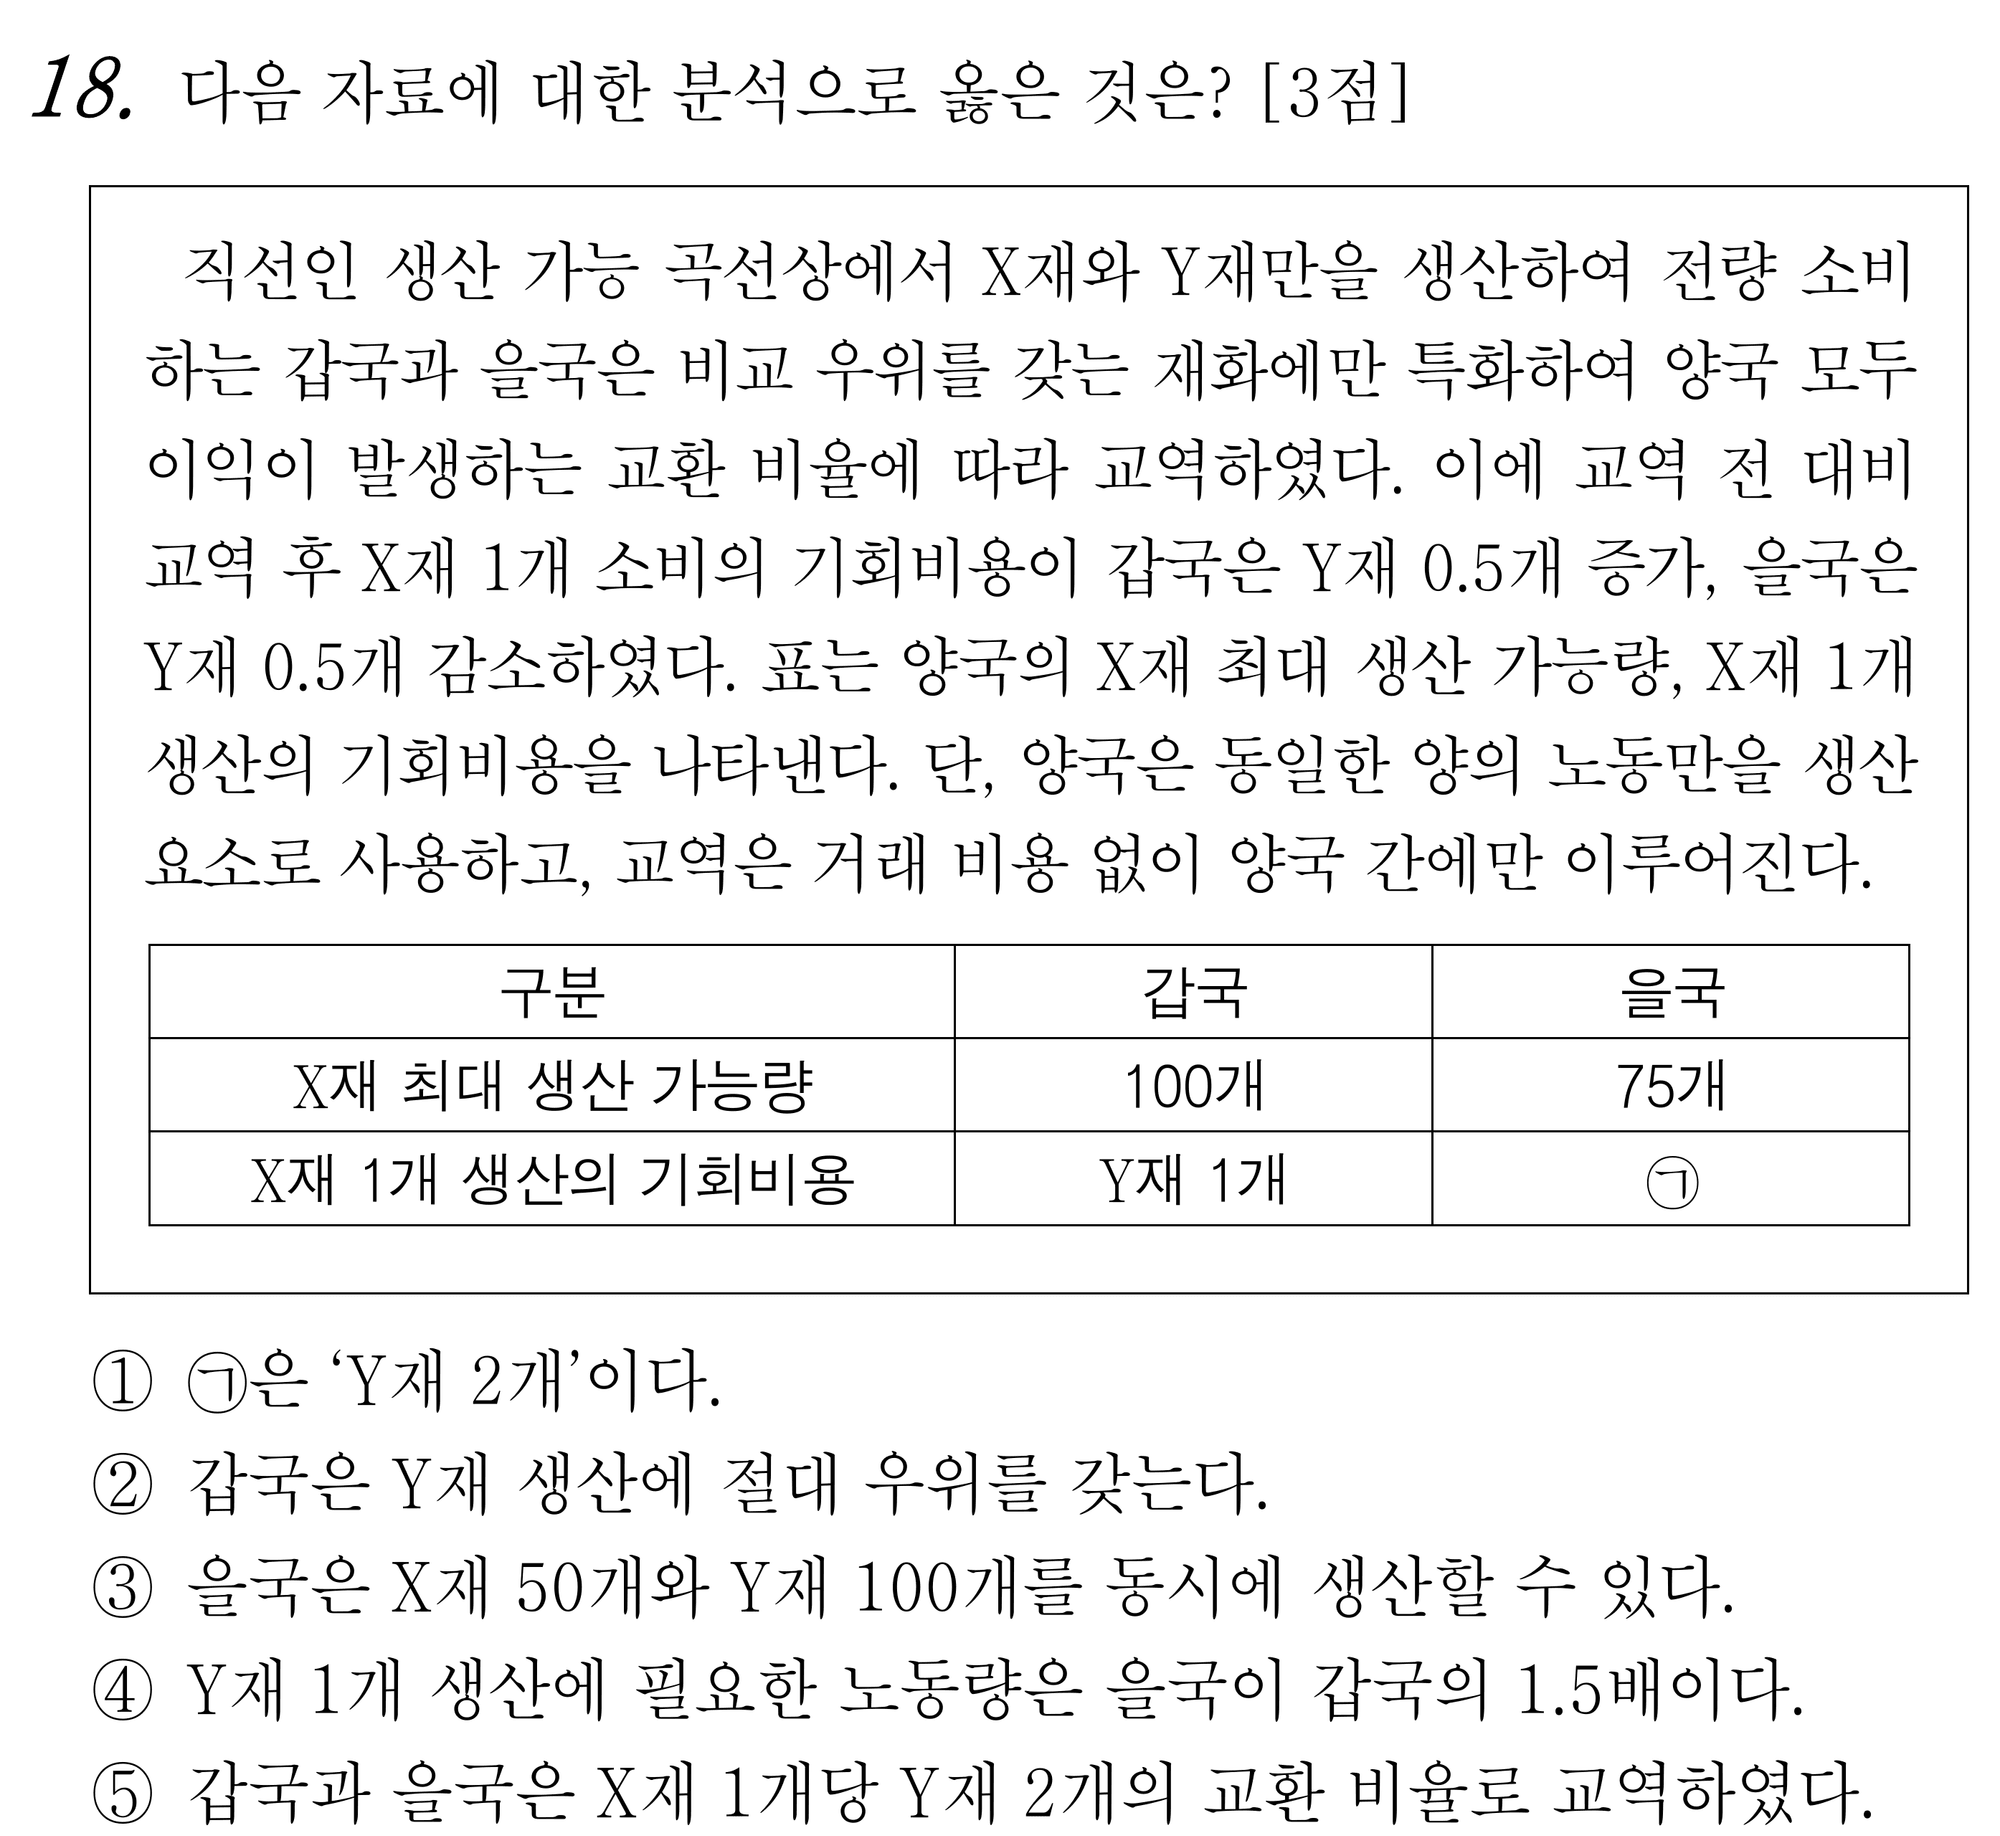 18. 다음 자료에 대한 분석으로 옳은 것은? [3점]
직선인 생산 가능 곡선상에서 X재와 Y재만을 생산하여 전량 소비
하는 갑국과 을국은 비교 우위를 갖는 재화에만 특화하여 양국 모두
이익이 발생하는 교환 비율에 따라 교역하였다. 이에 교역 전 대비
교역 후 X재 1개 소비의 기회비용이 갑국은 Y재 0.5개 증가, 을국은
Y재 0.5개 감소하였다. 표는 양국의 X재 최대 생산 가능량, X재 1개
생산의 기회비용을 나타낸다. 단, 양국은 동일한 양의 노동만을 생산
요소로 사용하고, 교역은 거래 비용 없이 양국 간에만 이루어진다.
구분 갑국 을국
X재 최대 생산 가능량 100개 75개
X재 1개 생산의 기회비용 Y재 1개 ㉠
① ㉠은 ‘Y재 2개’이다.
② 갑국은 Y재 생산에 절대 우위를 갖는다.
③ 을국은 X재 50개와 Y재 100개를 동시에 생산할 수 있다.
④ Y재 1개 생산에 필요한 노동량은 을국이 갑국의 1.5배이다.
⑤ 갑국과 을국은 X재 1개당 Y재 2개의 교환 비율로 교역하였다.